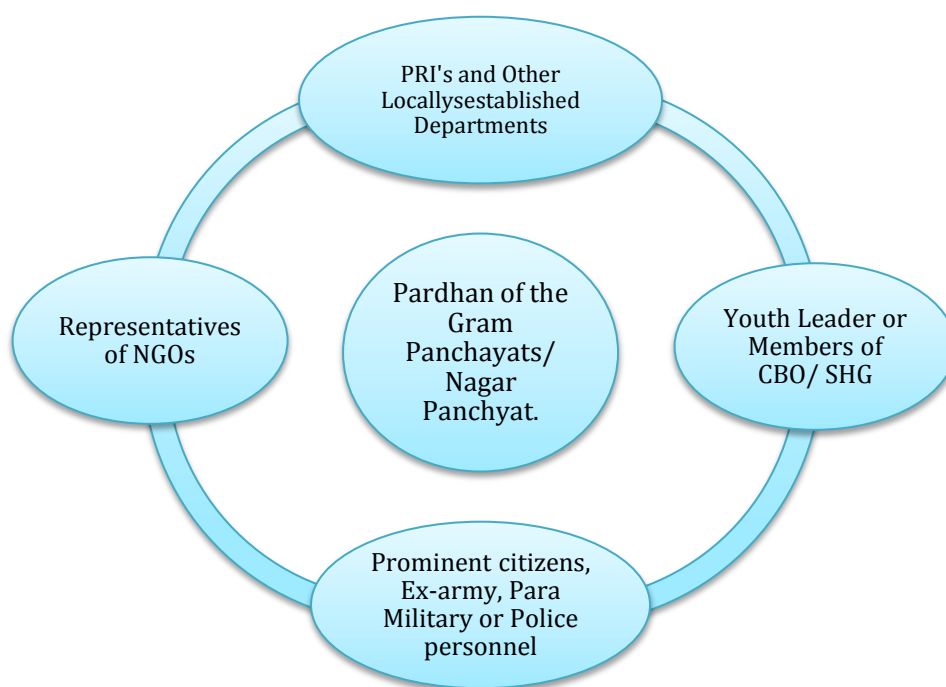 PRI's and Other
Locallysestablished
Departments
Representatives
of NGOs
Pardhan of the
Gram
Panchayats/
Nagar
Panchyat.
Youth Leader or
Members of
CBO/ SHG
Prominent citizens,
Ex-army, Para
Military or Police
personnel